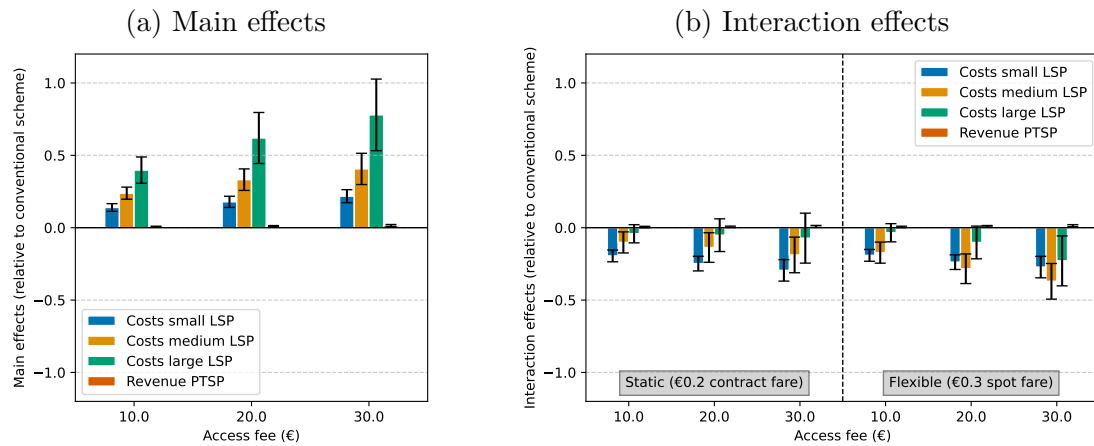 (a) Main effects
Main effects (relative to conventional scheme)
1.0
0.5
0.0
−0.5
−1.0
Costs small LSP
Costs medium LSP
Costs large LSP
Revenue PTSP
10.0 20.0 30.0
Access fee (€)
(b) Interaction effects
Interaction effects (relative to conventional scheme)
1.0
0.5
0.0
−0.5
−1.0
Costs small LSP
Costs medium LSP
Costs large LSP
Revenue PTSP
Static (€0.2 contract fare) Flexible (€0.3 spot fare)
10.0 20.0 30.0 10.0 20.0 30.0
Access fee (€)